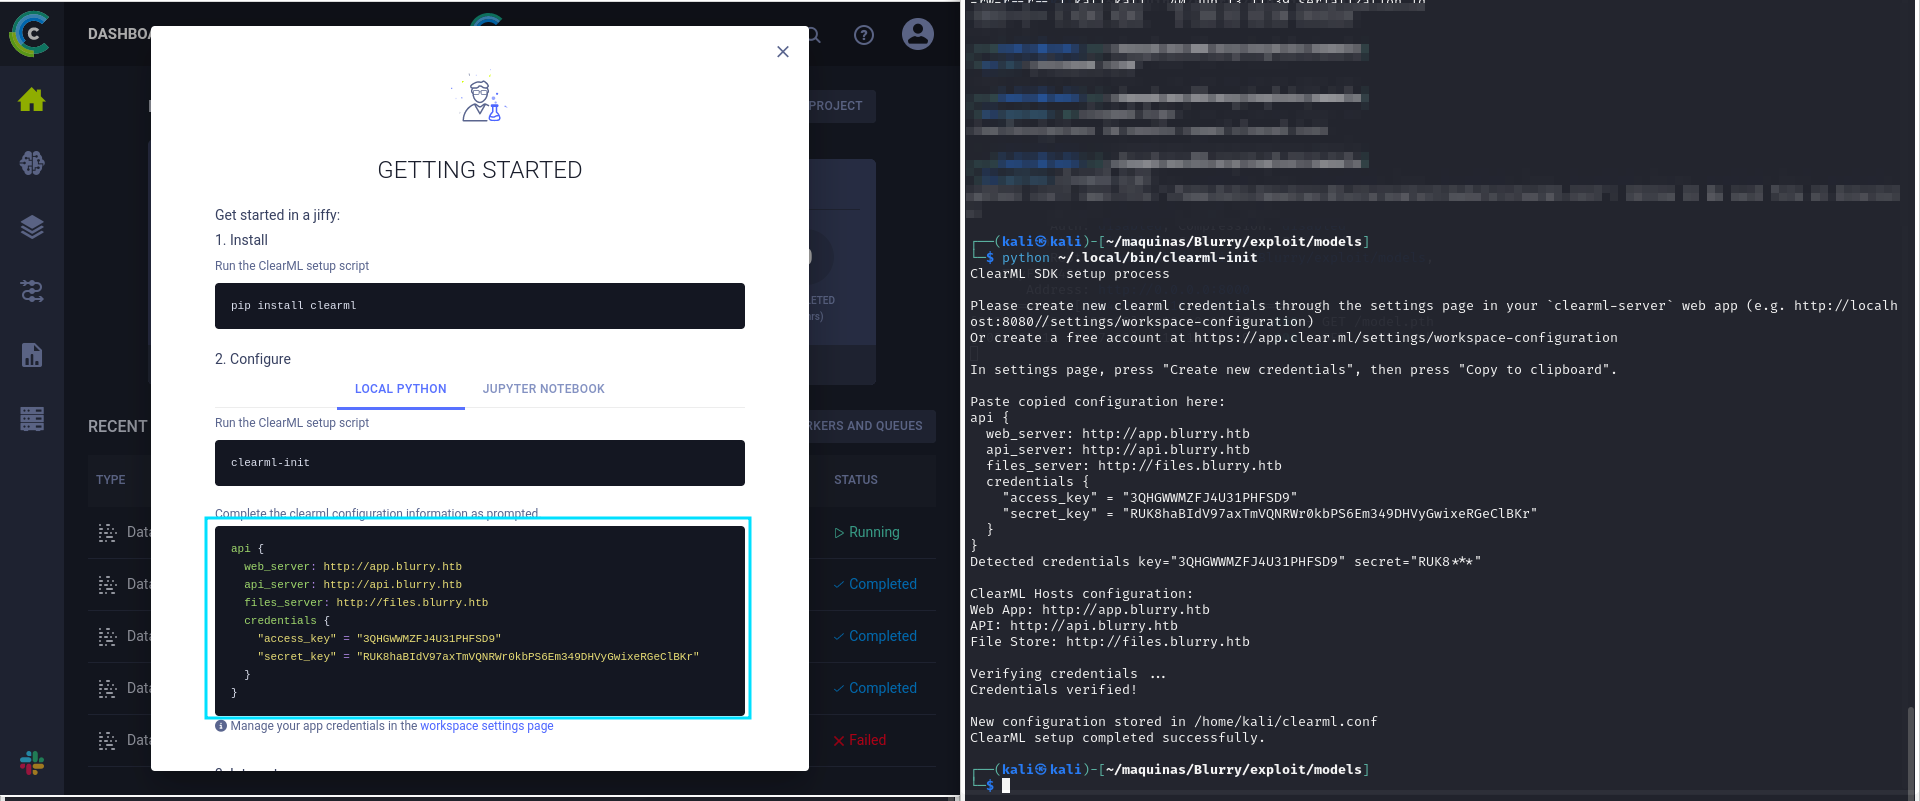 DASHBOA
PROJECT
LETED
rs)
RECENT
RKERS AND QUEUES
TYPE
STATUS
Data
Running
Data
Completed
Data
Completed
Data
Completed
Data
Failed
GETTING STARTED
Get started in a jiffy:
1. Install
Run the ClearML setup script
pip install clearml
2. Configure
LOCAL PYTHON JUPYTER NOTEBOOK
Run the ClearML setup script
clearml-init
Complete the clearml configuration information as prompted.
api {
web_server: http://app.blurry.htb
api_server: http://api.blurry.htb
files_server: http://files.blurry.htb
credentials {
"access_key" = "3QHGWWMZFJ4U31PHFSD9"
"secret_key" = "RUK8haBIdV97axTmVQNRWr0kbPS6Em349DHVyGwixeRGeClBKr"
}
}
Manage your app credentials in the workspace settings page
┌──(kali㉿kali)-[~/maquinas/Blurry/exploit/models]
└─$ python ~/.local/bin/clearml-init
ClearML SDK setup process
Please create new clearml credentials through the settings page in your `clearml-server` web app (e.g. http://localh
ost:8080//settings/workspace-configuration)
Or create a free account at https://app.clear.ml/settings/workspace-configuration
In settings page, press "Create new credentials", then press "Copy to clipboard".
Paste copied configuration here:
api {
web_server: http://app.blurry.htb
api_server: http://api.blurry.htb
files_server: http://files.blurry.htb
credentials {
"access_key" = "3QHGWWMZFJ4U31PHFSD9"
"secret_key" = "RUK8haBIdV97axTmVQNRWr0kbPS6Em349DHVyGwixeRGeClBKr"
}
}
Detected credentials key="3QHGWWMZFJ4U31PHFSD9" secret="RUK8***"
ClearML Hosts configuration:
Web App: http://app.blurry.htb
API: http://api.blurry.htb
File Store: http://files.blurry.htb
Verifying credentials ...
Credentials verified!
New configuration stored in /home/kali/clearml.conf
ClearML setup completed successfully.
┌──(kali㉿kali)-[~/maquinas/Blurry/exploit/models]
└─$